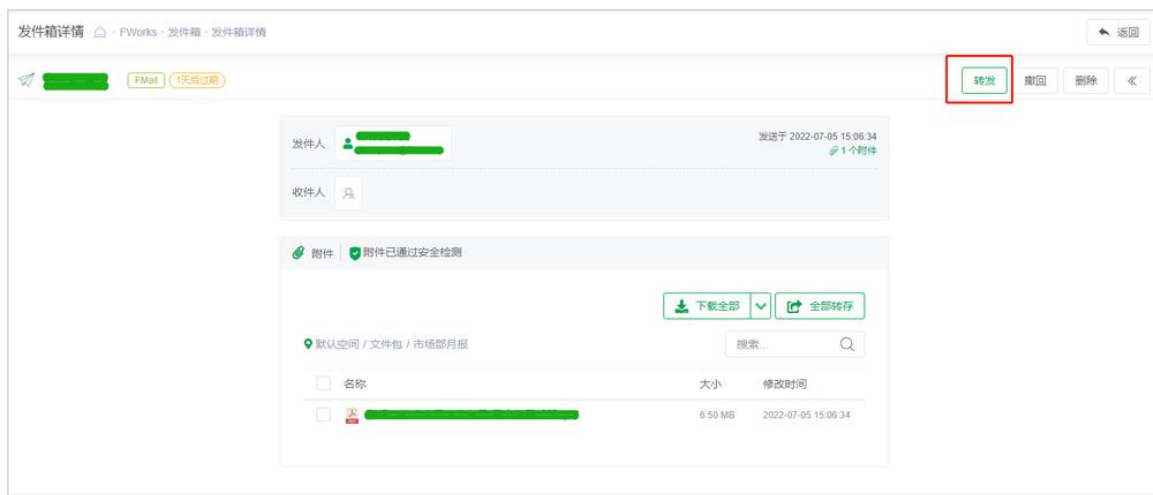 发件箱详情 · FWorks · 发件箱 · 发件箱详情
返回
FMail 1天后过期
转发 撤回 删除
发件人
发送于 2022-07-05 15:06:34
1 个附件
收件人
附件 附件已通过安全检测
下载全部 全部转存
默认空间 / 文件包 / 市场部月报
搜索...
名称 大小 修改时间
6.50 MB 2022-07-05 15:06:34